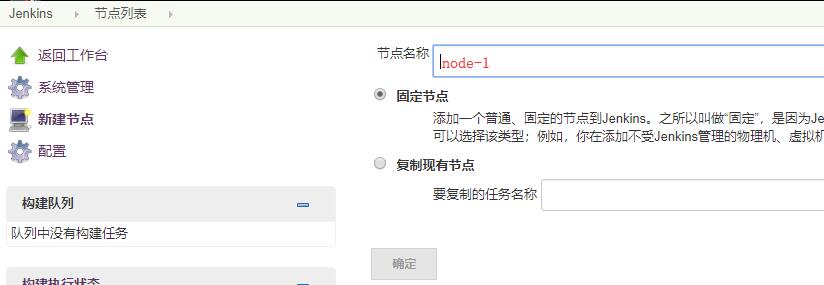 Jenkins 节点列表
返回工作台
系统管理
新建节点
配置
构建队列
队列中没有构建任务
构建执行状态
节点名称 node-1
固定节点
添加一个普通、固定的节点到Jenkins。之所以叫做“固定”，是因为Je
可以选择该类型；例如，你在添加不受Jenkins管理的物理机、虚拟机
复制现有节点
要复制的任务名称
确定